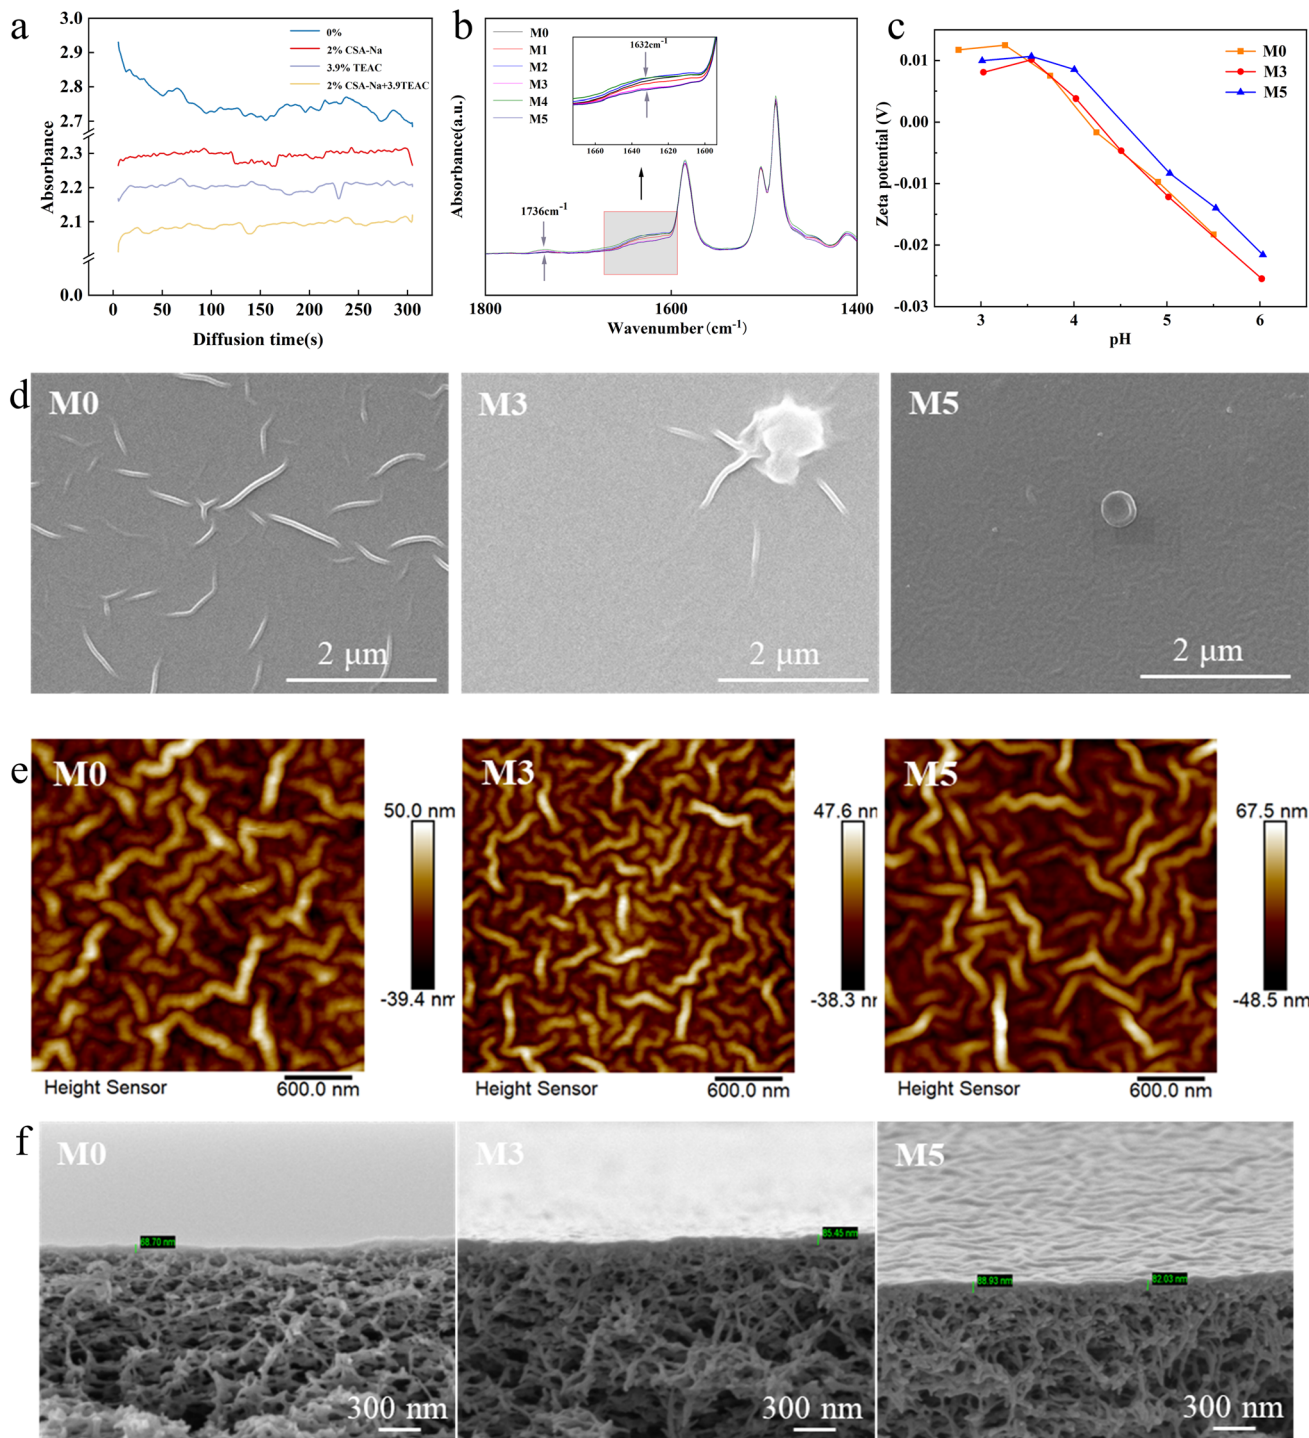 a
3.0
2.9
2.8
2.7
2.3
2.2
2.1
0.0
Absorbance
0%
2% CSA-Na
3.9% TEAC
2% CSA-Na+3.9TEAC
0 50 100 150 200 250 300
Diffusion time(s)
b
M0
M1
M2
M3
M4
M5
1632cm-1
1660 1640 1620 1600
1736cm-1
Absorbance(a.u.)
1800 1600 1400
Wavenumber(cm-1)
c
0.01
0.00
-0.01
-0.02
-0.03
Zeta potential (V)
M0
M3
M5
3 4 5 6
pH
d
M0
2 μm
M3
2 μm
M5
2 μm
e
M0
50.0 nm
-39.4 nm
Height Sensor
600.0 nm
M3
47.6 nm
-38.3 nm
Height Sensor
600.0 nm
M5
67.5 nm
-48.5 nm
Height Sensor
600.0 nm
f
M0
68.70 nm
300 nm
M3
85.45 nm
300 nm
M5
88.93 nm
82.03 nm
300 nm